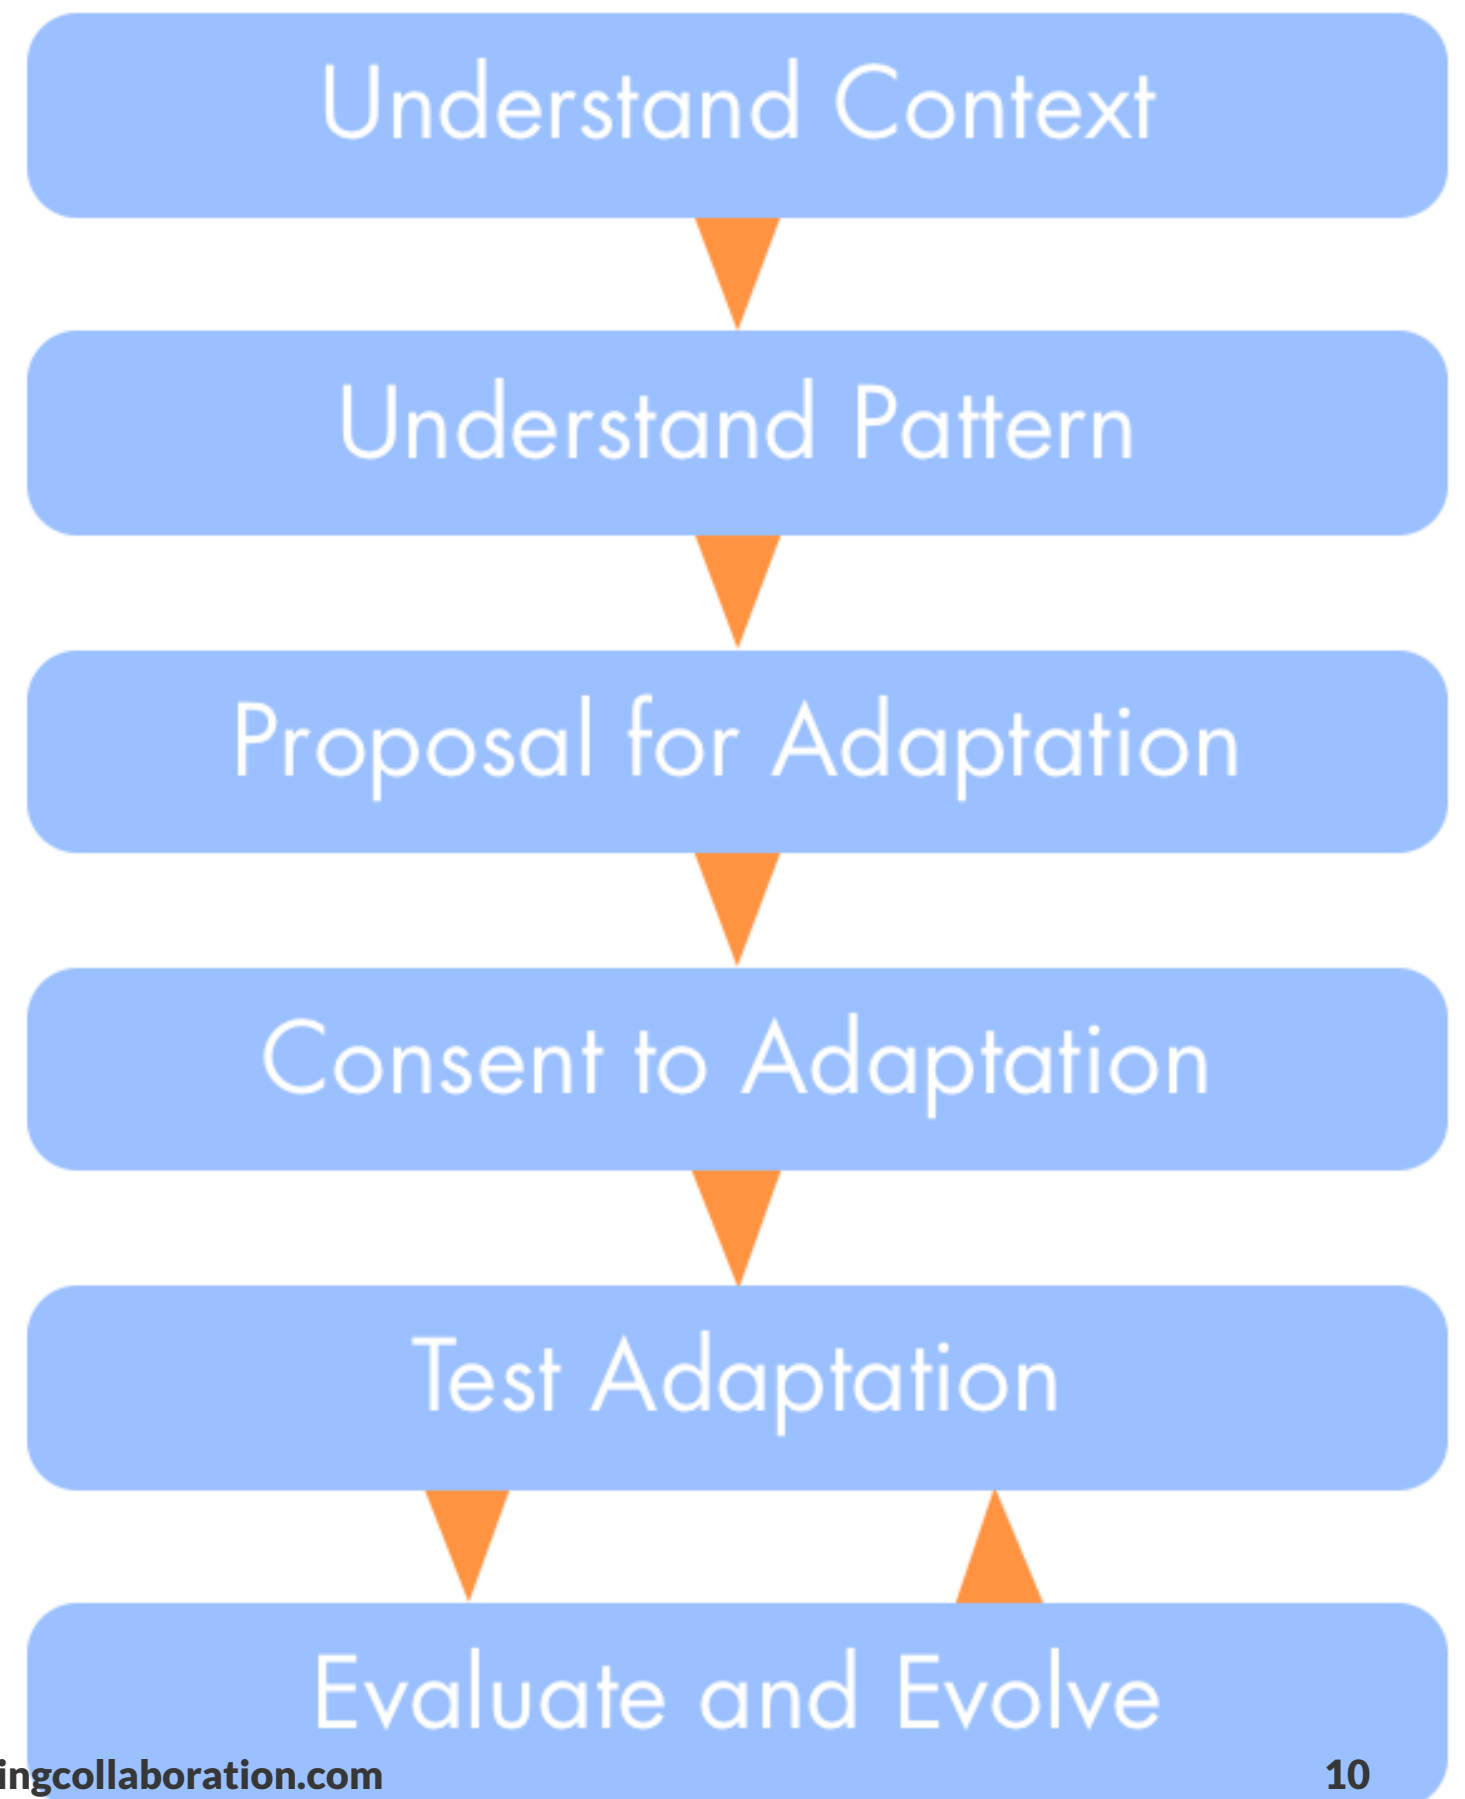 Understand Context
Understand Pattern
Proposal for Adaptation
Consent to Adaptation
Test Adaptation
Evaluate and Evolve
ingcollaboration.com 10